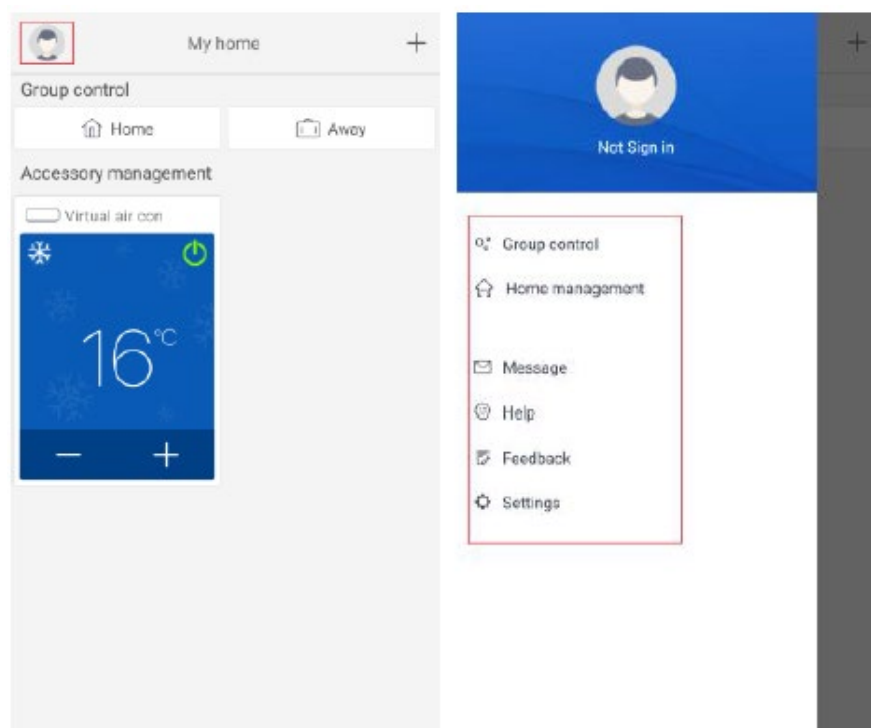 My home
+
Group control
Home
Away
Accessory management
Virtual air con
16°C
− +
Not Sign in
Group control
Home management
Message
Help
Feedback
Settings
+